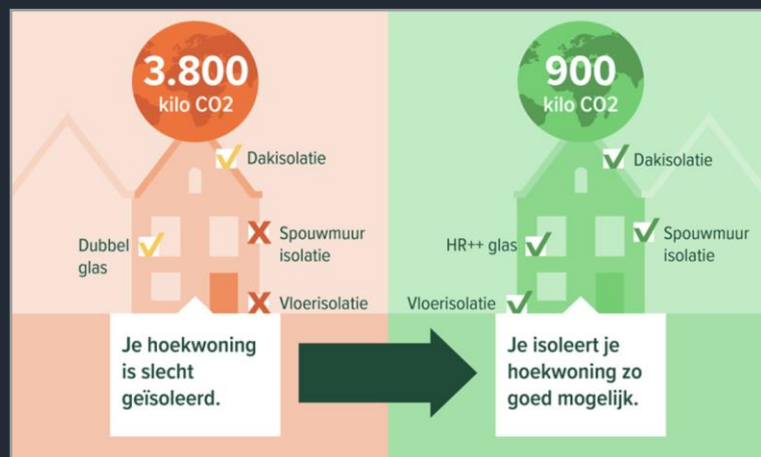 3.800
kilo CO2
Dakisolatie
Dubbel
glas
Spouwmuur
isolatie
Vloerisolatie
Je hoekwoning
is slecht
geïsoleerd.
900
kilo CO2
Dakisolatie
HR++ glas
Spouwmuur
isolatie
Vloerisolatie
Je isoleert je
hoekwoning zo
goed mogelijk.